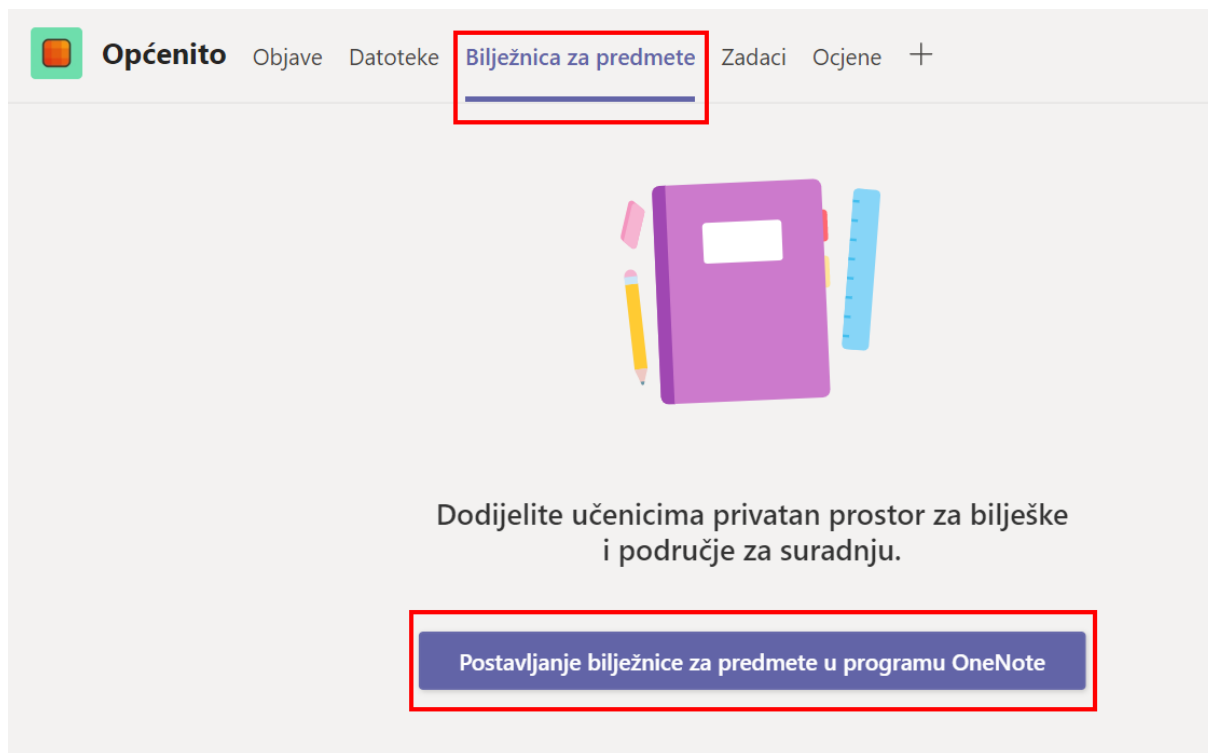 Općenito Objave Datoteke Bilježnica za predmete Zadaci Ocjene +
Dodijelite učenicima privatan prostor za bilješke
i područje za suradnju.
Postavljanje bilježnice za predmete u programu OneNote